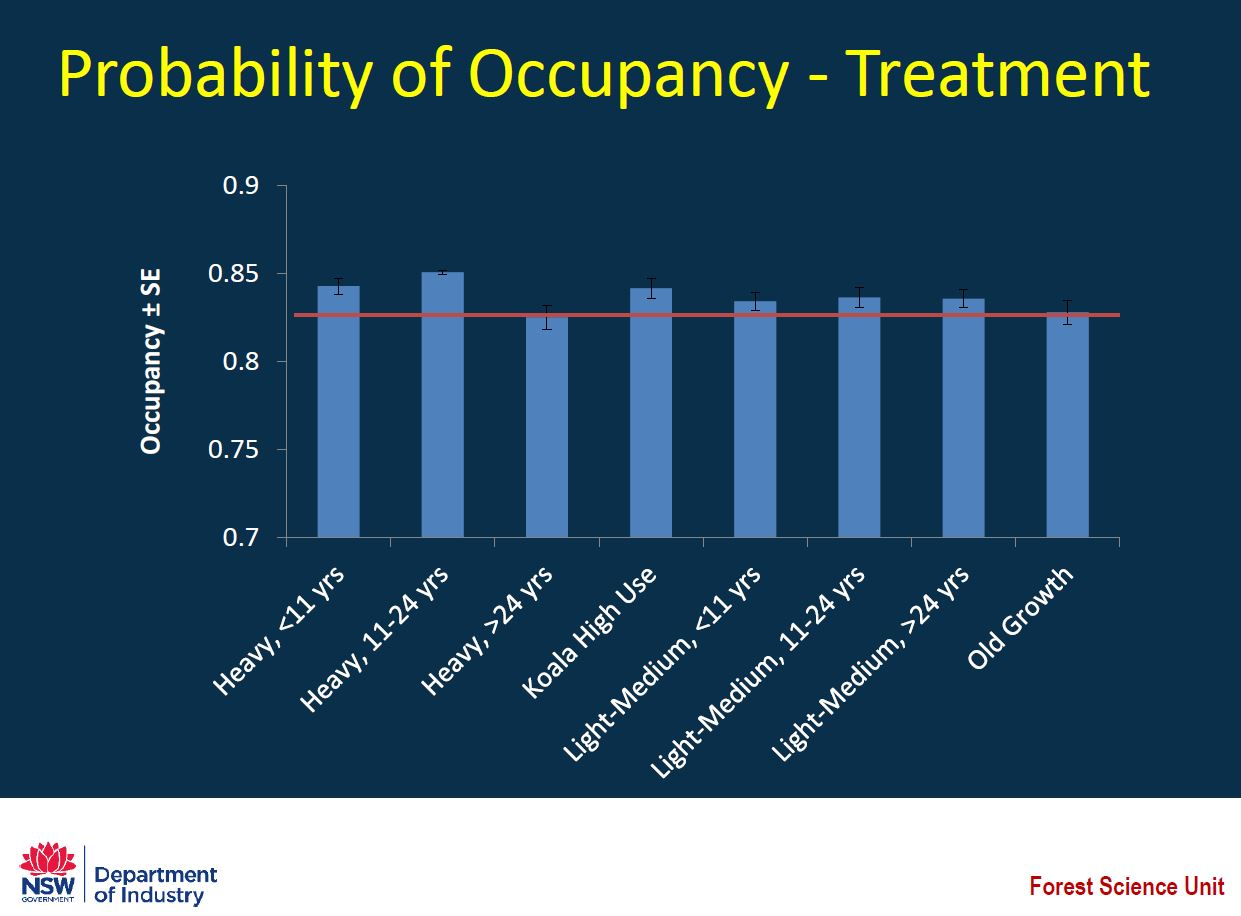 Probability of Occupancy - Treatment
0.9
0.85
0.8
0.75
0.7
Occupancy ± SE
Heavy, <11 yrs
Heavy, 11-24 yrs
Heavy, >24 yrs
Koala High Use
Light-Medium, <11 yrs
Light-Medium, 11-24 yrs
Light-Medium, >24 yrs
Old Growth
NSW
GOVERNMENT
Department
of Industry
Forest Science Unit